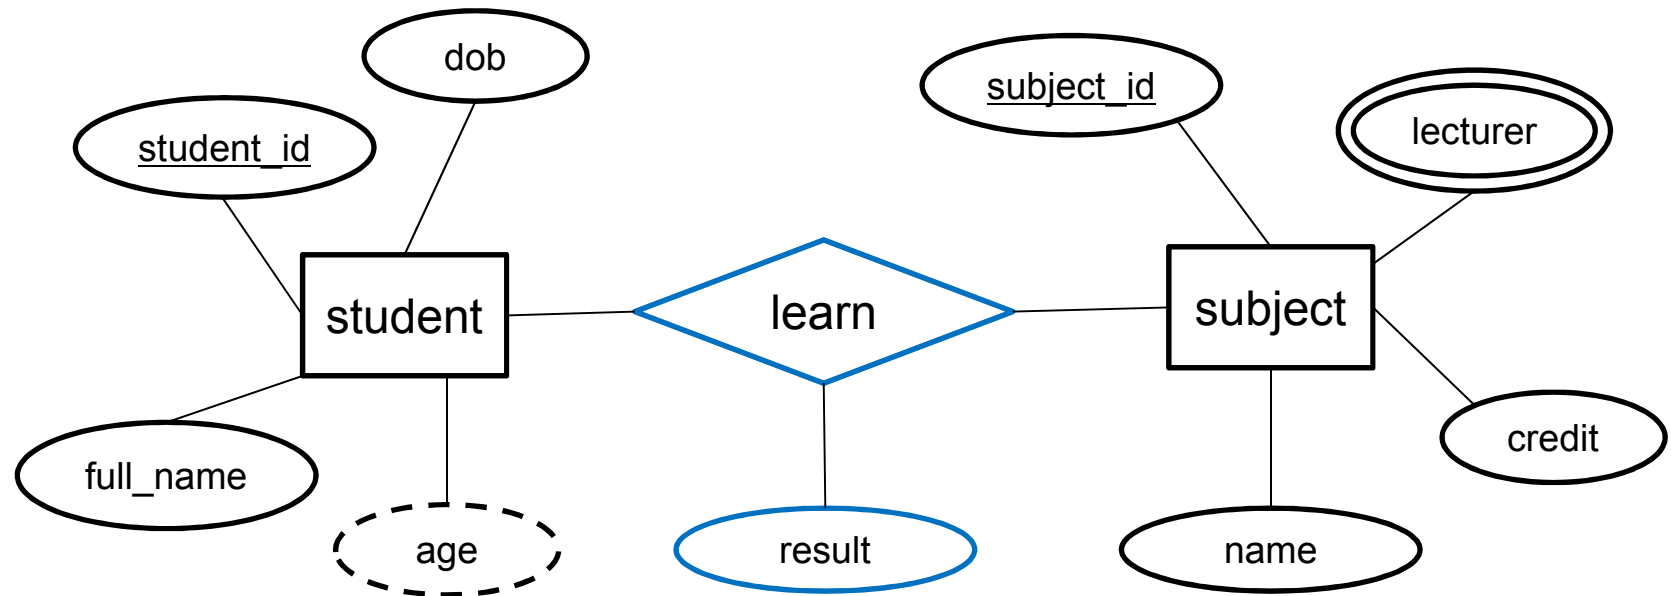 dob
subject_id
lecturer
student_id
student
learn
subject
full_name
age
result
name
credit